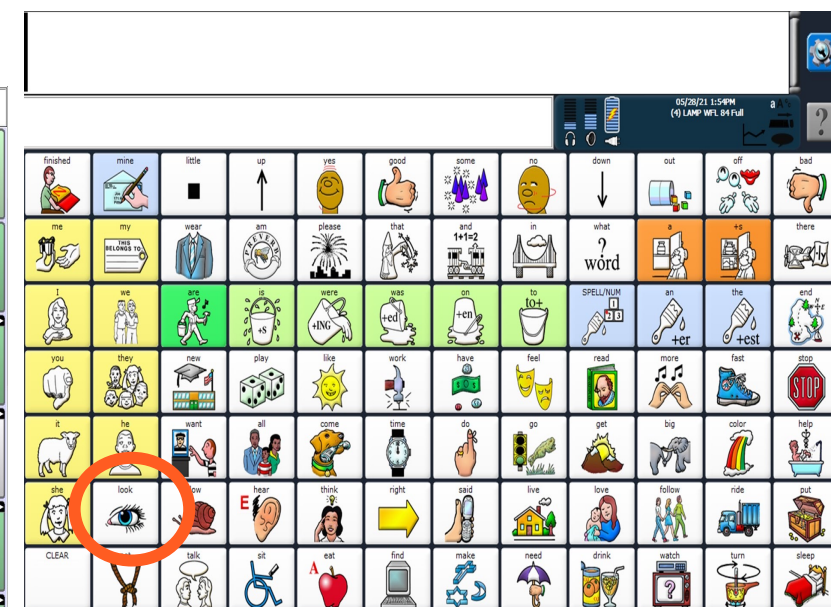 05/28/21 1:54PM
(4) LAMP WFL 84 Full
finished mine little up yes good some no down out off bad
me my wear am please that and in what a +s there
PREVERB
THIS BELONGS TO
1+1=2
?
word
I we are is were was on to SPELL/NUM an the end
+s +ING +ed +en to+ 1 2 3 +er +est
you they new play like work have feel read more fast stop
STOP
it he want all come time do go get big color help
she look hear think right said live love follow ride put
E
CLEAR talk sit eat find make need drink watch turn sleep
A ?